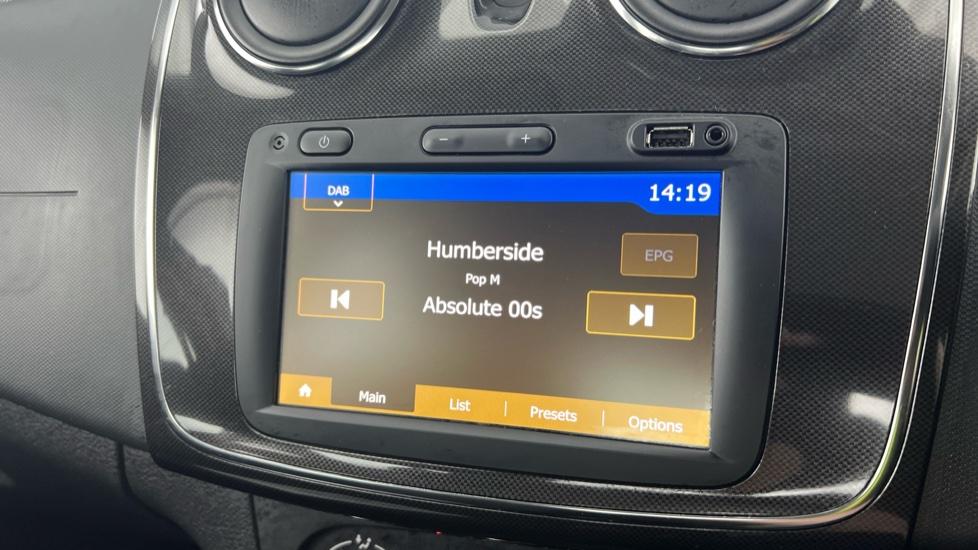 − +
DAB
14:19
Humberside
EPG
Pop M
Absolute 00s
Main
List
Presets
Options